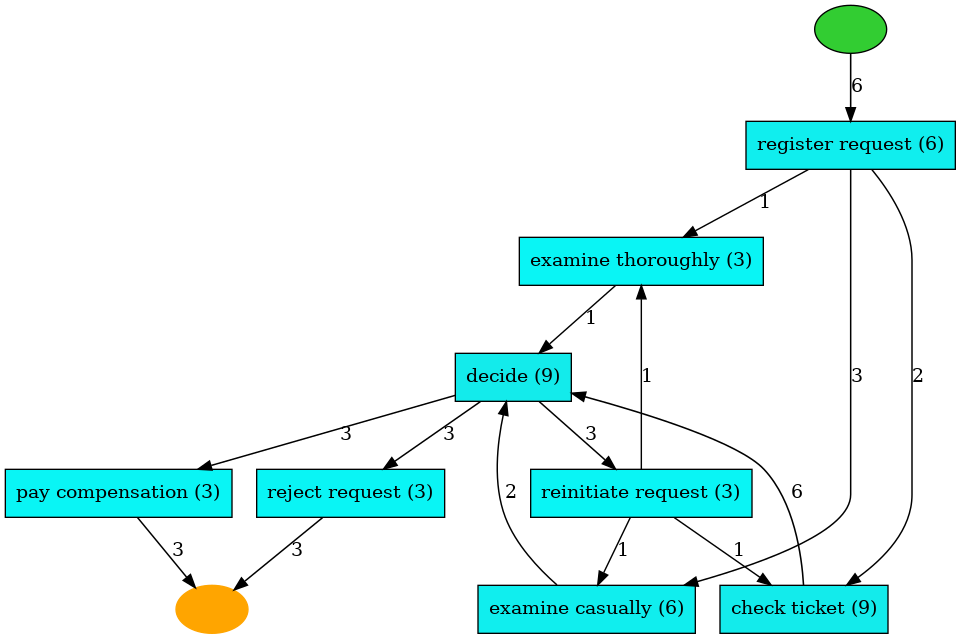 6
register request (6)
1
examine thoroughly (3)
1
decide (9)
1
3
2
3
3
3
pay compensation (3)
reject request (3)
reinitiate request (3)
2
6
3
3
1
1
examine casually (6)
check ticket (9)